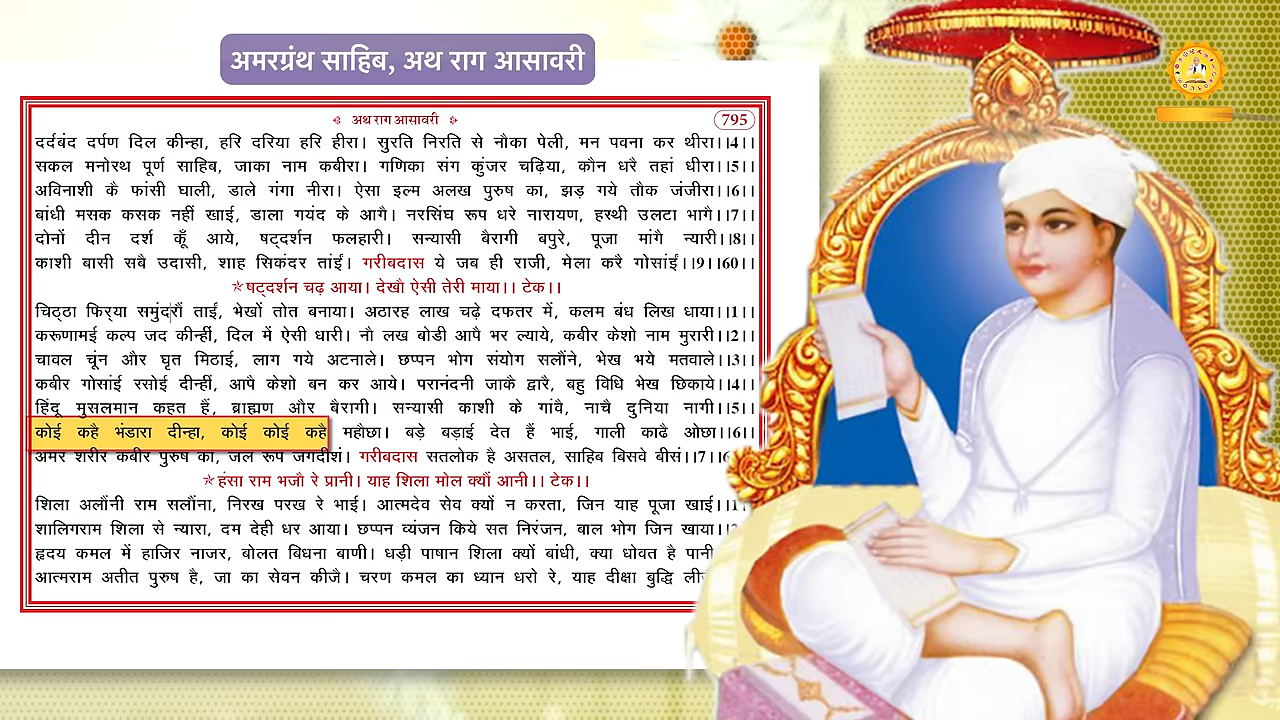 अमरग्रंथ साहिब, अथ राग आसावरी
अथ राग आसावरी
795
दर्दबंद दर्पण दिल कीन्हा, हरि दरिया हरि हीरा। सुरति निरति से नौका पेली, मन पवना कर थीरा।।4।।
सकल मनोरथ पूर्ण साहिब, जाका नाम कबीरा। गणिका संग कुंजर चढ़िया, कौन धरै तहां धीरा।।5।।
अविनाशी कै फांसी घाली, डाले गंगा नीरा। ऐसा इल्म अलख पुरुष का, झड़ गये तौक जंजीरा।।6।।
बांधी मसक कसक नहीं खाई, डाला गयंद के आगै। नरसिंघ रूप धरे नारायण, हस्थी उलटा भागै।।7।।
दोनों दीन दर्श कूँ आये, षट्दर्शन फलहारी। सन्यासी बैरागी बपुरे, पूजा मांगै न्यारी।।8।।
काशी बासी सबै उदासी, शाह सिकंदर तांई। गरीबदास ये जब ही राजी, मेला करै गोसांई।।9।।60।।
✯षट्दर्शन चढ़ आया। देखो ऐसी तेरी माया।। टेक।।
चिठ्ठा फिर्‌या समुंदरौं ताई, भेखों तोत बनाया। अठारह लाख चढ़े दफतर में, कलम बंध लिख धाया।।1।।
करूणामई कल्प जद कीन्हीं, दिल में ऐसी धारी। नौ लख बोडी आपै भर ल्याये, कबीर केशो नाम मुरारी।।2।।
चावल चूंन और घृत मिठाई, लाग गये अटनाले। छप्पन भोग संयोग सलौंने, भेख भये मतवाले।।3।।
कबीर गोसांई रसोई दीन्हीं, आपे केशो बन कर आये। परानंदनी जाकै द्वारै, बहु विधि भेख छिकाये।।4।।
हिंदू मुसलमान कहत हैं, ब्राह्मण और बैरागी। सन्यासी काशी के गांवै, नाचै दुनिया नागी।।5।।
कोई कहै भंडारा दीन्हा, कोई कोई कहै महौछा। बड़े बड़ाई देत हैं भाई, गाली काढै ओछा।।6।।
अमर शरीर कबीर पुरुष का, जल रूप जगदीशं। गरीबदास सतलोक है असतल, साहिब बिसवे बीसं।।7।।
✯हंसा राम भजौ रे प्रानी। याह शिला मोल क्यौं आनी।। टेक।।
शिला अलौंनी राम सलौंना, निरख परख रे भाई। आत्मदेव सेव क्यों न करता, जिन याह पूजा खाई।।1
शालिगराम शिला से न्यारा, दम देही धर आया। छप्पन व्यंजन किये सत निरंजन, बाल भोग जिन खाया।।
हृदय कमल में हाजिर नाजर, बोलत बिधना बाणी। धड़ी पाषान शिला क्यों बांधी, क्या धोवत है पानी
आत्मराम अतीत पुरुष है, जा का सेवन कीजै। चरण कमल का ध्यान धरो रे, याह दीक्षा बुद्धि